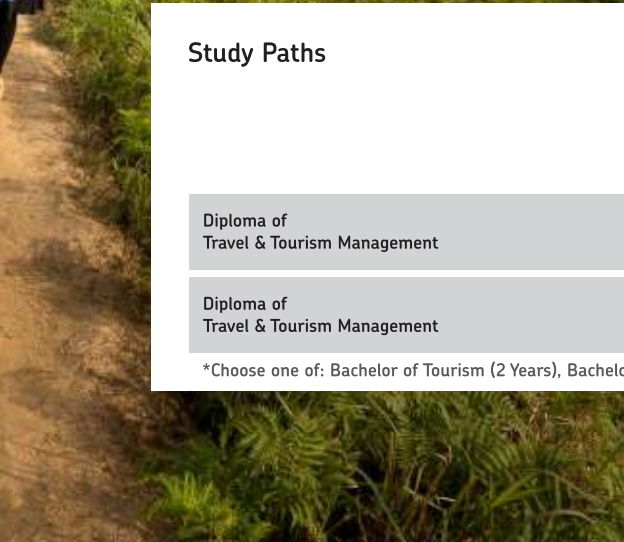 Study Paths
Diploma of
Travel & Tourism Management
Diploma of
Travel & Tourism Management
*Choose one of: Bachelor of Tourism (2 Years),